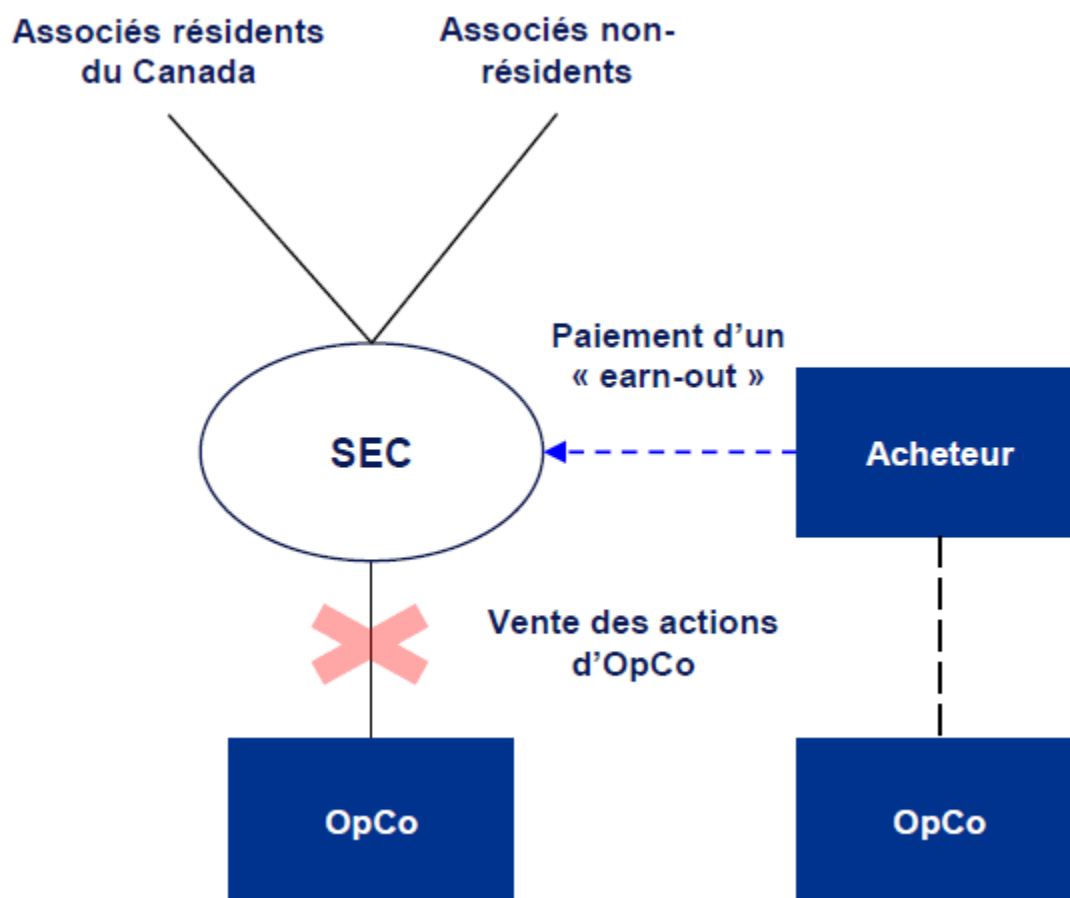 Associés résidents
du Canada
Associés non-
résidents
Paiement d’un
« earn-out »
SEC
Acheteur
Vente des actions
d’OpCo
OpCo
OpCo